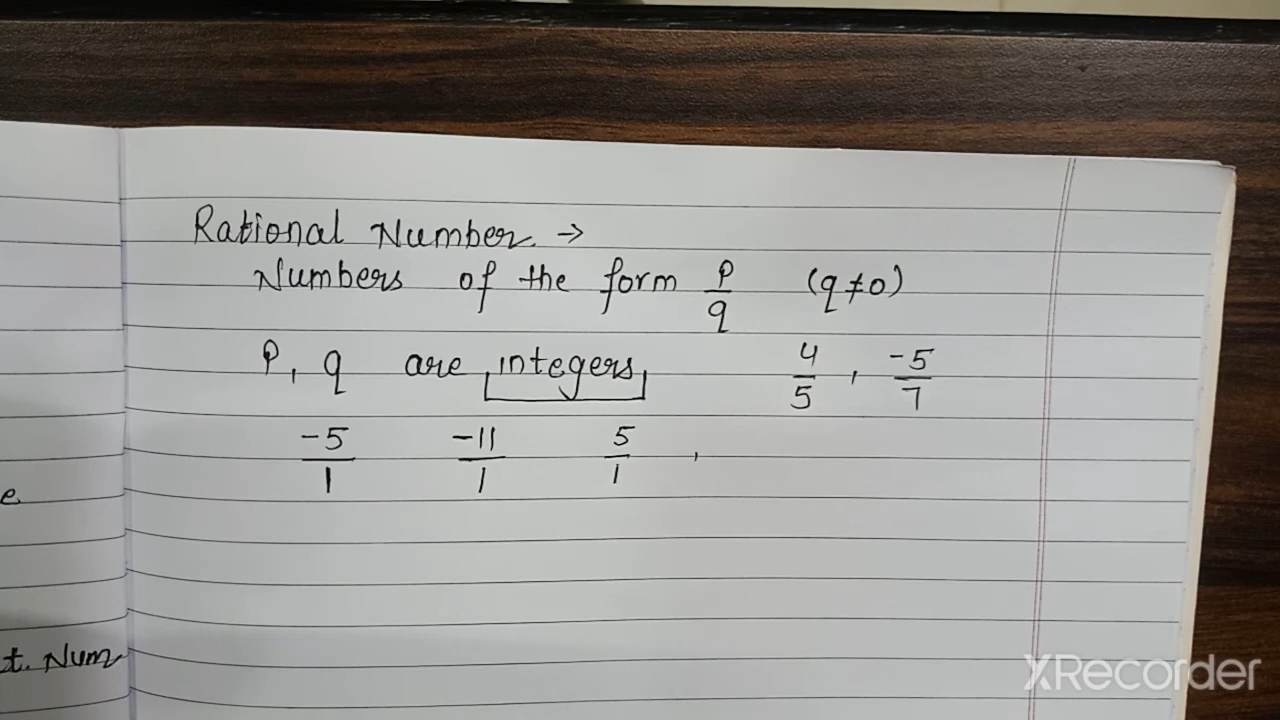 Rational Number →
Numbers of the form P/q (q≠0)
P, q are integers, 4/5 , -5/7
-5/1 -11/1 5/1 ,
e
t. Num
XRecorder